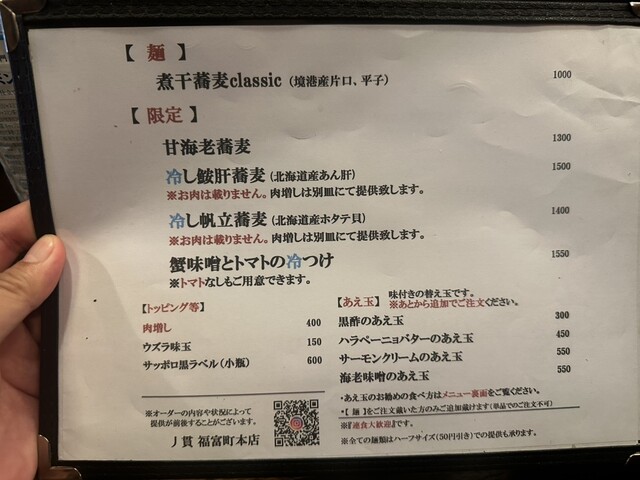 【 麺 】
煮干蕎麦classic（境港産片口、平子） 1000
【 限定 】
甘海老蕎麦 1300
冷し鮟肝蕎麦（北海道産あん肝） 1500
※お肉は載りません。肉増しは別皿にて提供致します。
冷し帆立蕎麦（北海道産ホタテ貝） 1400
※お肉は載りません。肉増しは別皿にて提供致します。
蟹味噌とトマトの冷つけ 1550
※トマトなしもご用意できます。
【トッピング等】
肉増し 400
ウズラ味玉 150
サッポロ黒ラベル（小瓶） 600
※オーダーの内容や状況によって
提供が前後することがございます。
丿貫 福富町本店
【あえ玉】 味付きの替え玉です。
※あとから追加でご注文ください。
黒酢のあえ玉 300
ハラペーニョバターのあえ玉 450
サーモンクリームのあえ玉 550
海老味噌のあえ玉 550
・あえ玉のお勧めの食べ方はメニュー裏面をご覧ください。
・【 麺 】をご注文戴いた方のみご追加戴けます（単品でのご注文不可）
※『連食大歓迎』です。
※全ての麺類はハーフサイズ（50円引き）での提供も承ります。